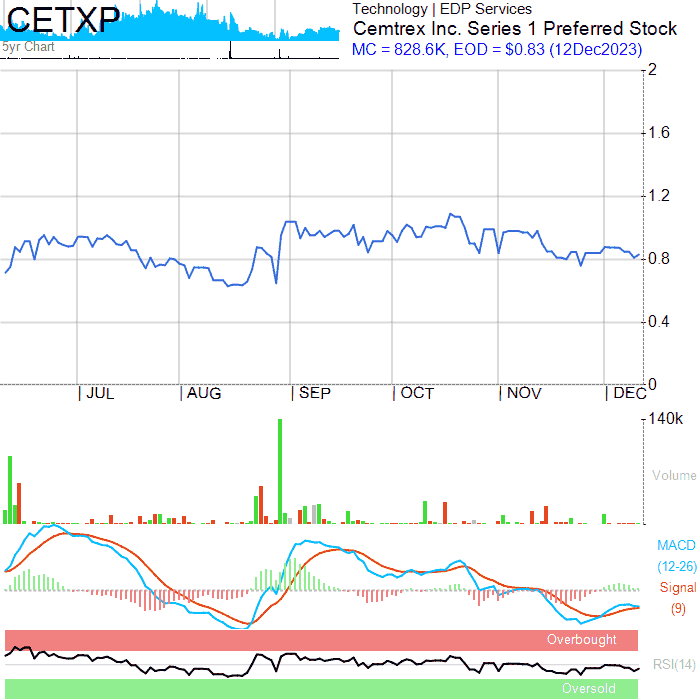 CETXP
5yr Chart
Technology | EDP Services
Cemtrex Inc. Series 1 Preferred Stock
MC = 828.6K, EOD = $0.83 (12Dec2023)
2
1.6
1.2
0.8
0.4
0
| JUL | AUG | SEP | OCT | NOV | DEC
140k
Volume
MACD
(12-26)
Signal
(9)
Overbought
RSI(14)
Oversold